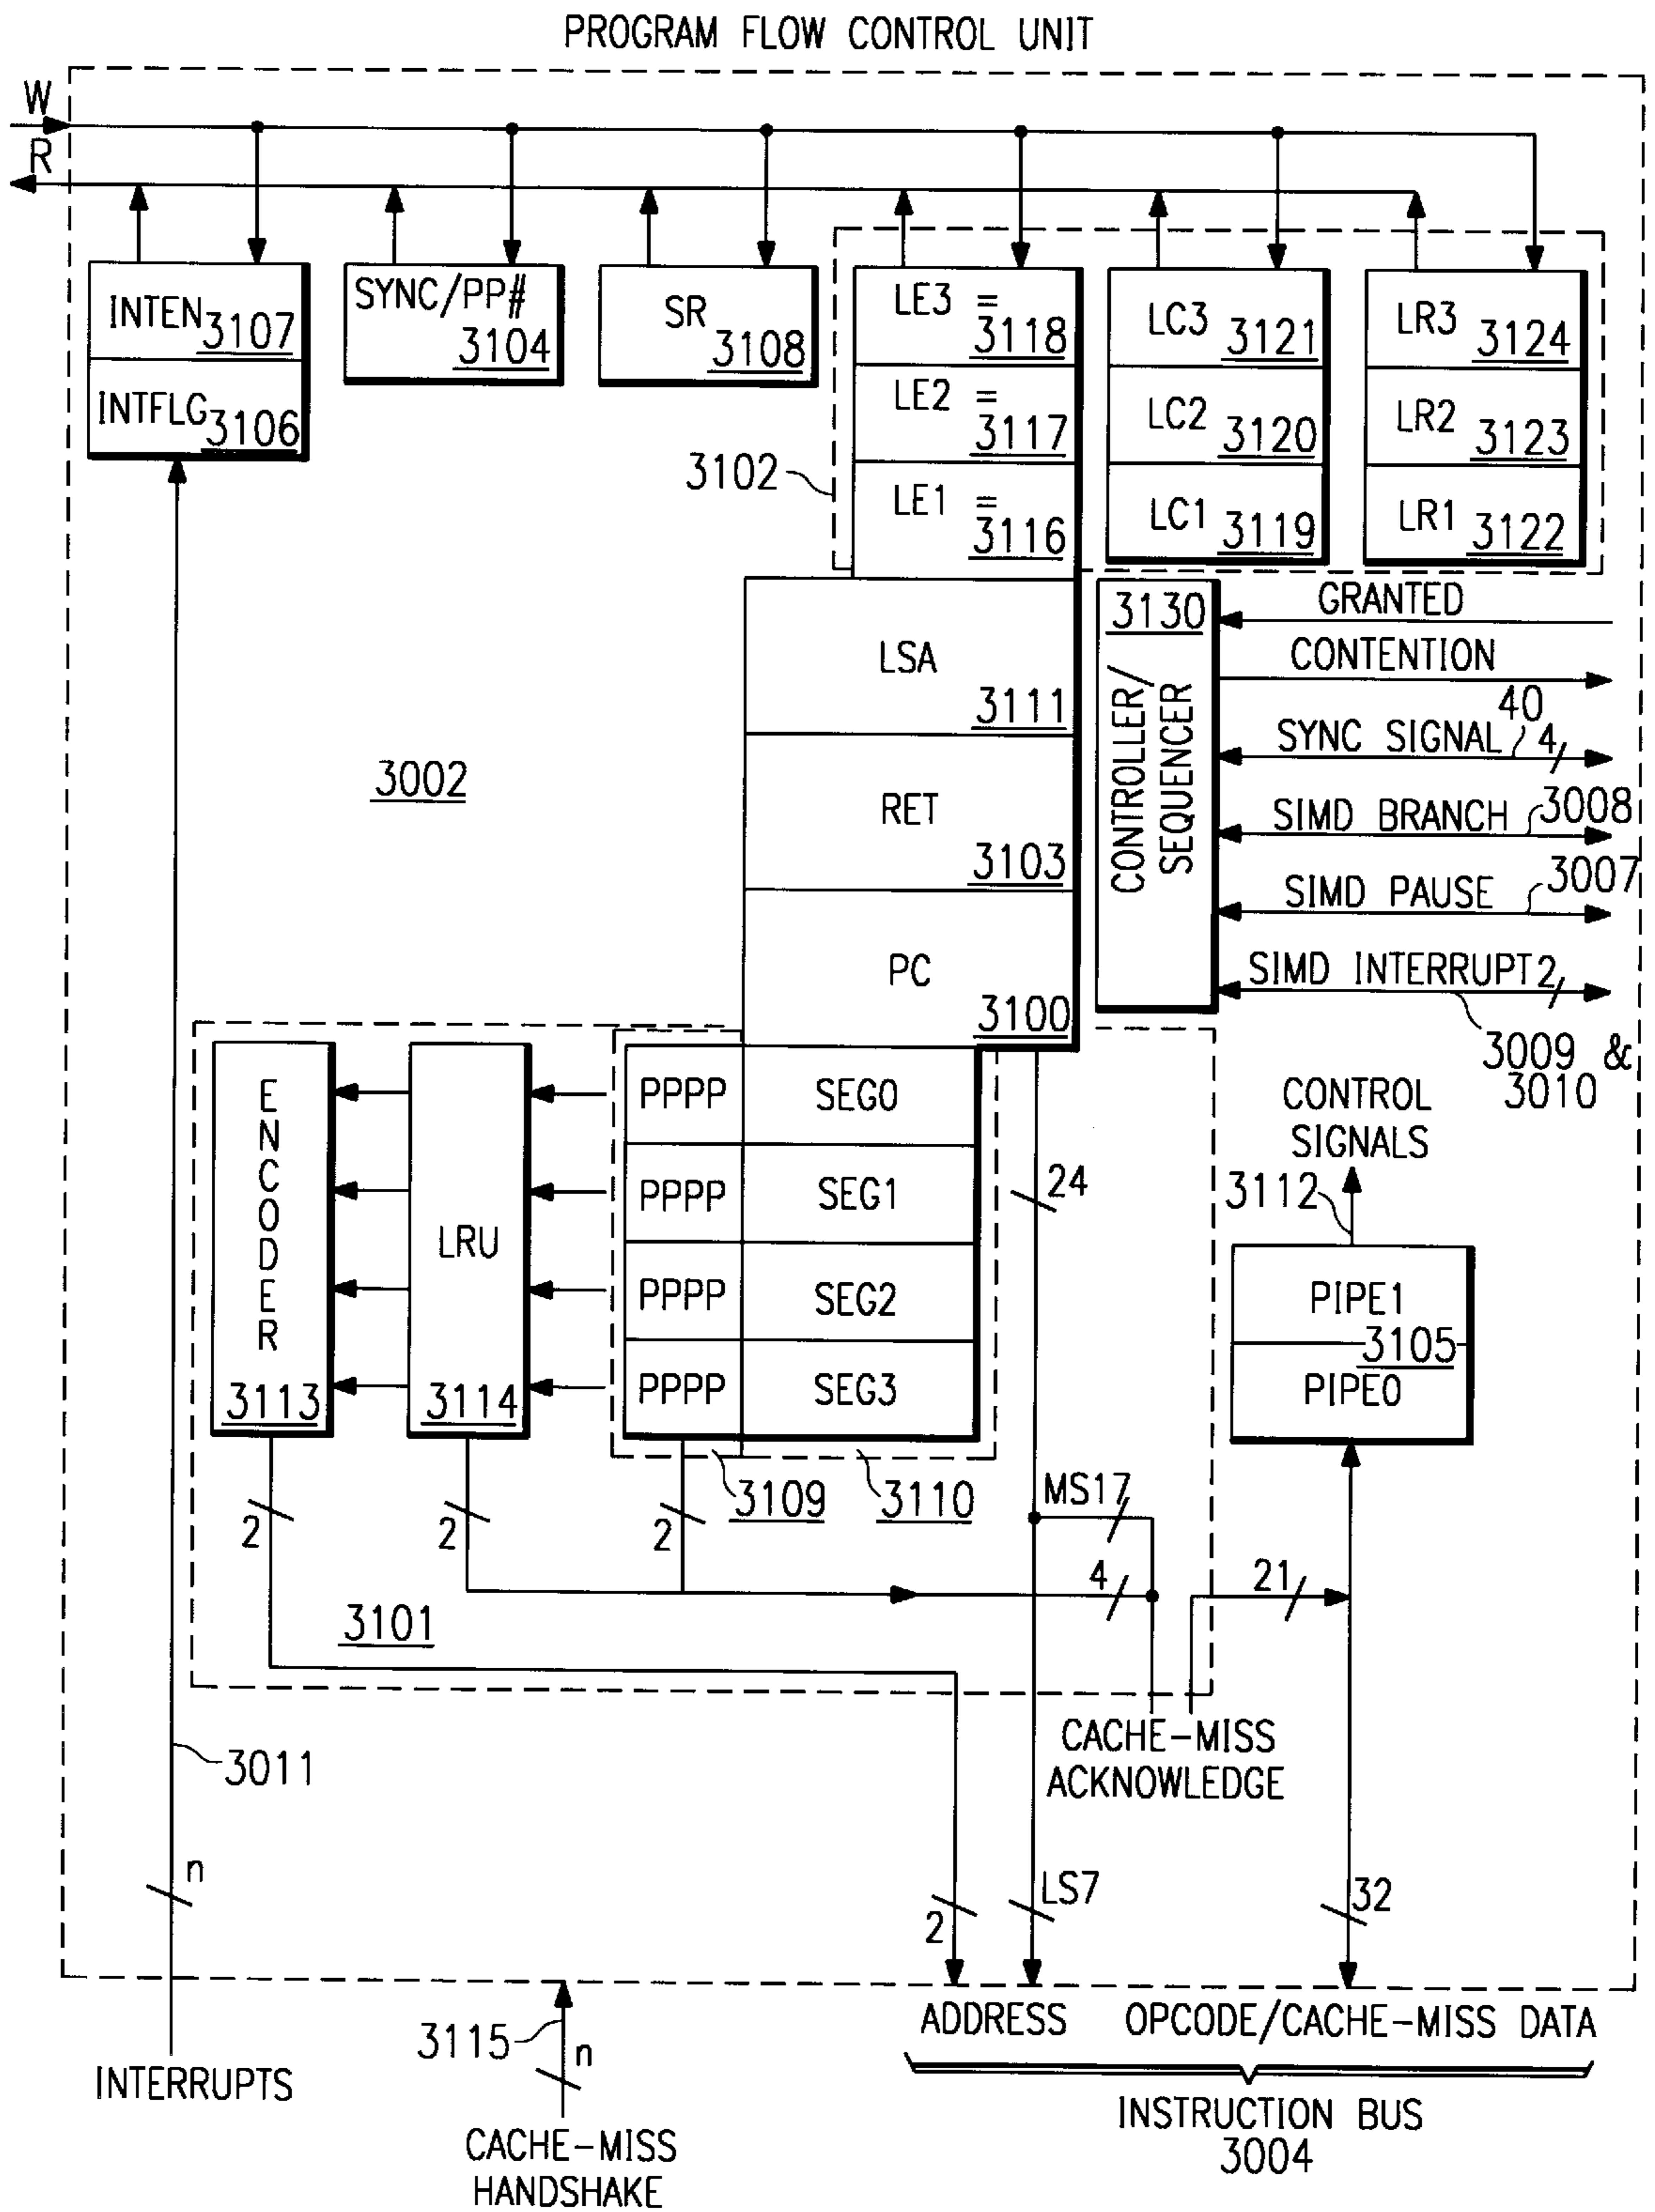 PROGRAM FLOW CONTROL UNIT
W
R
INTEN 3107
INTFLG 3106
SYNC/PP# 3104
SR 3108
LE3 = 3118
LE2 = 3117
LE1 = 3116
LC3 3121
LC2 3120
LC1 3119
LR3 3124
LR2 3123
LR1 3122
3102
LSA 3111
RET 3103
PC 3100
3130
CONTROLLER/
SEQUENCER
GRANTED
CONTENTION
40
SYNC SIGNAL 4
SIMD BRANCH 3008
SIMD PAUSE 3007
SIMD INTERRUPT 2
3009 &
3010
3002
ENCODER
3113
LRU
3114
PPPP SEG0
PPPP SEG1
PPPP SEG2
PPPP SEG3
24
CONTROL
SIGNALS
3112
PIPE1
3105
PIPE0
3109
3110
MS17
2
2
2
4
21
3101
CACHE-MISS
ACKNOWLEDGE
3011
n
2
LS7
32
ADDRESS
OPCODE/CACHE-MISS DATA
3115
n
INTERRUPTS
INSTRUCTION BUS
3004
CACHE-MISS
HANDSHAKE